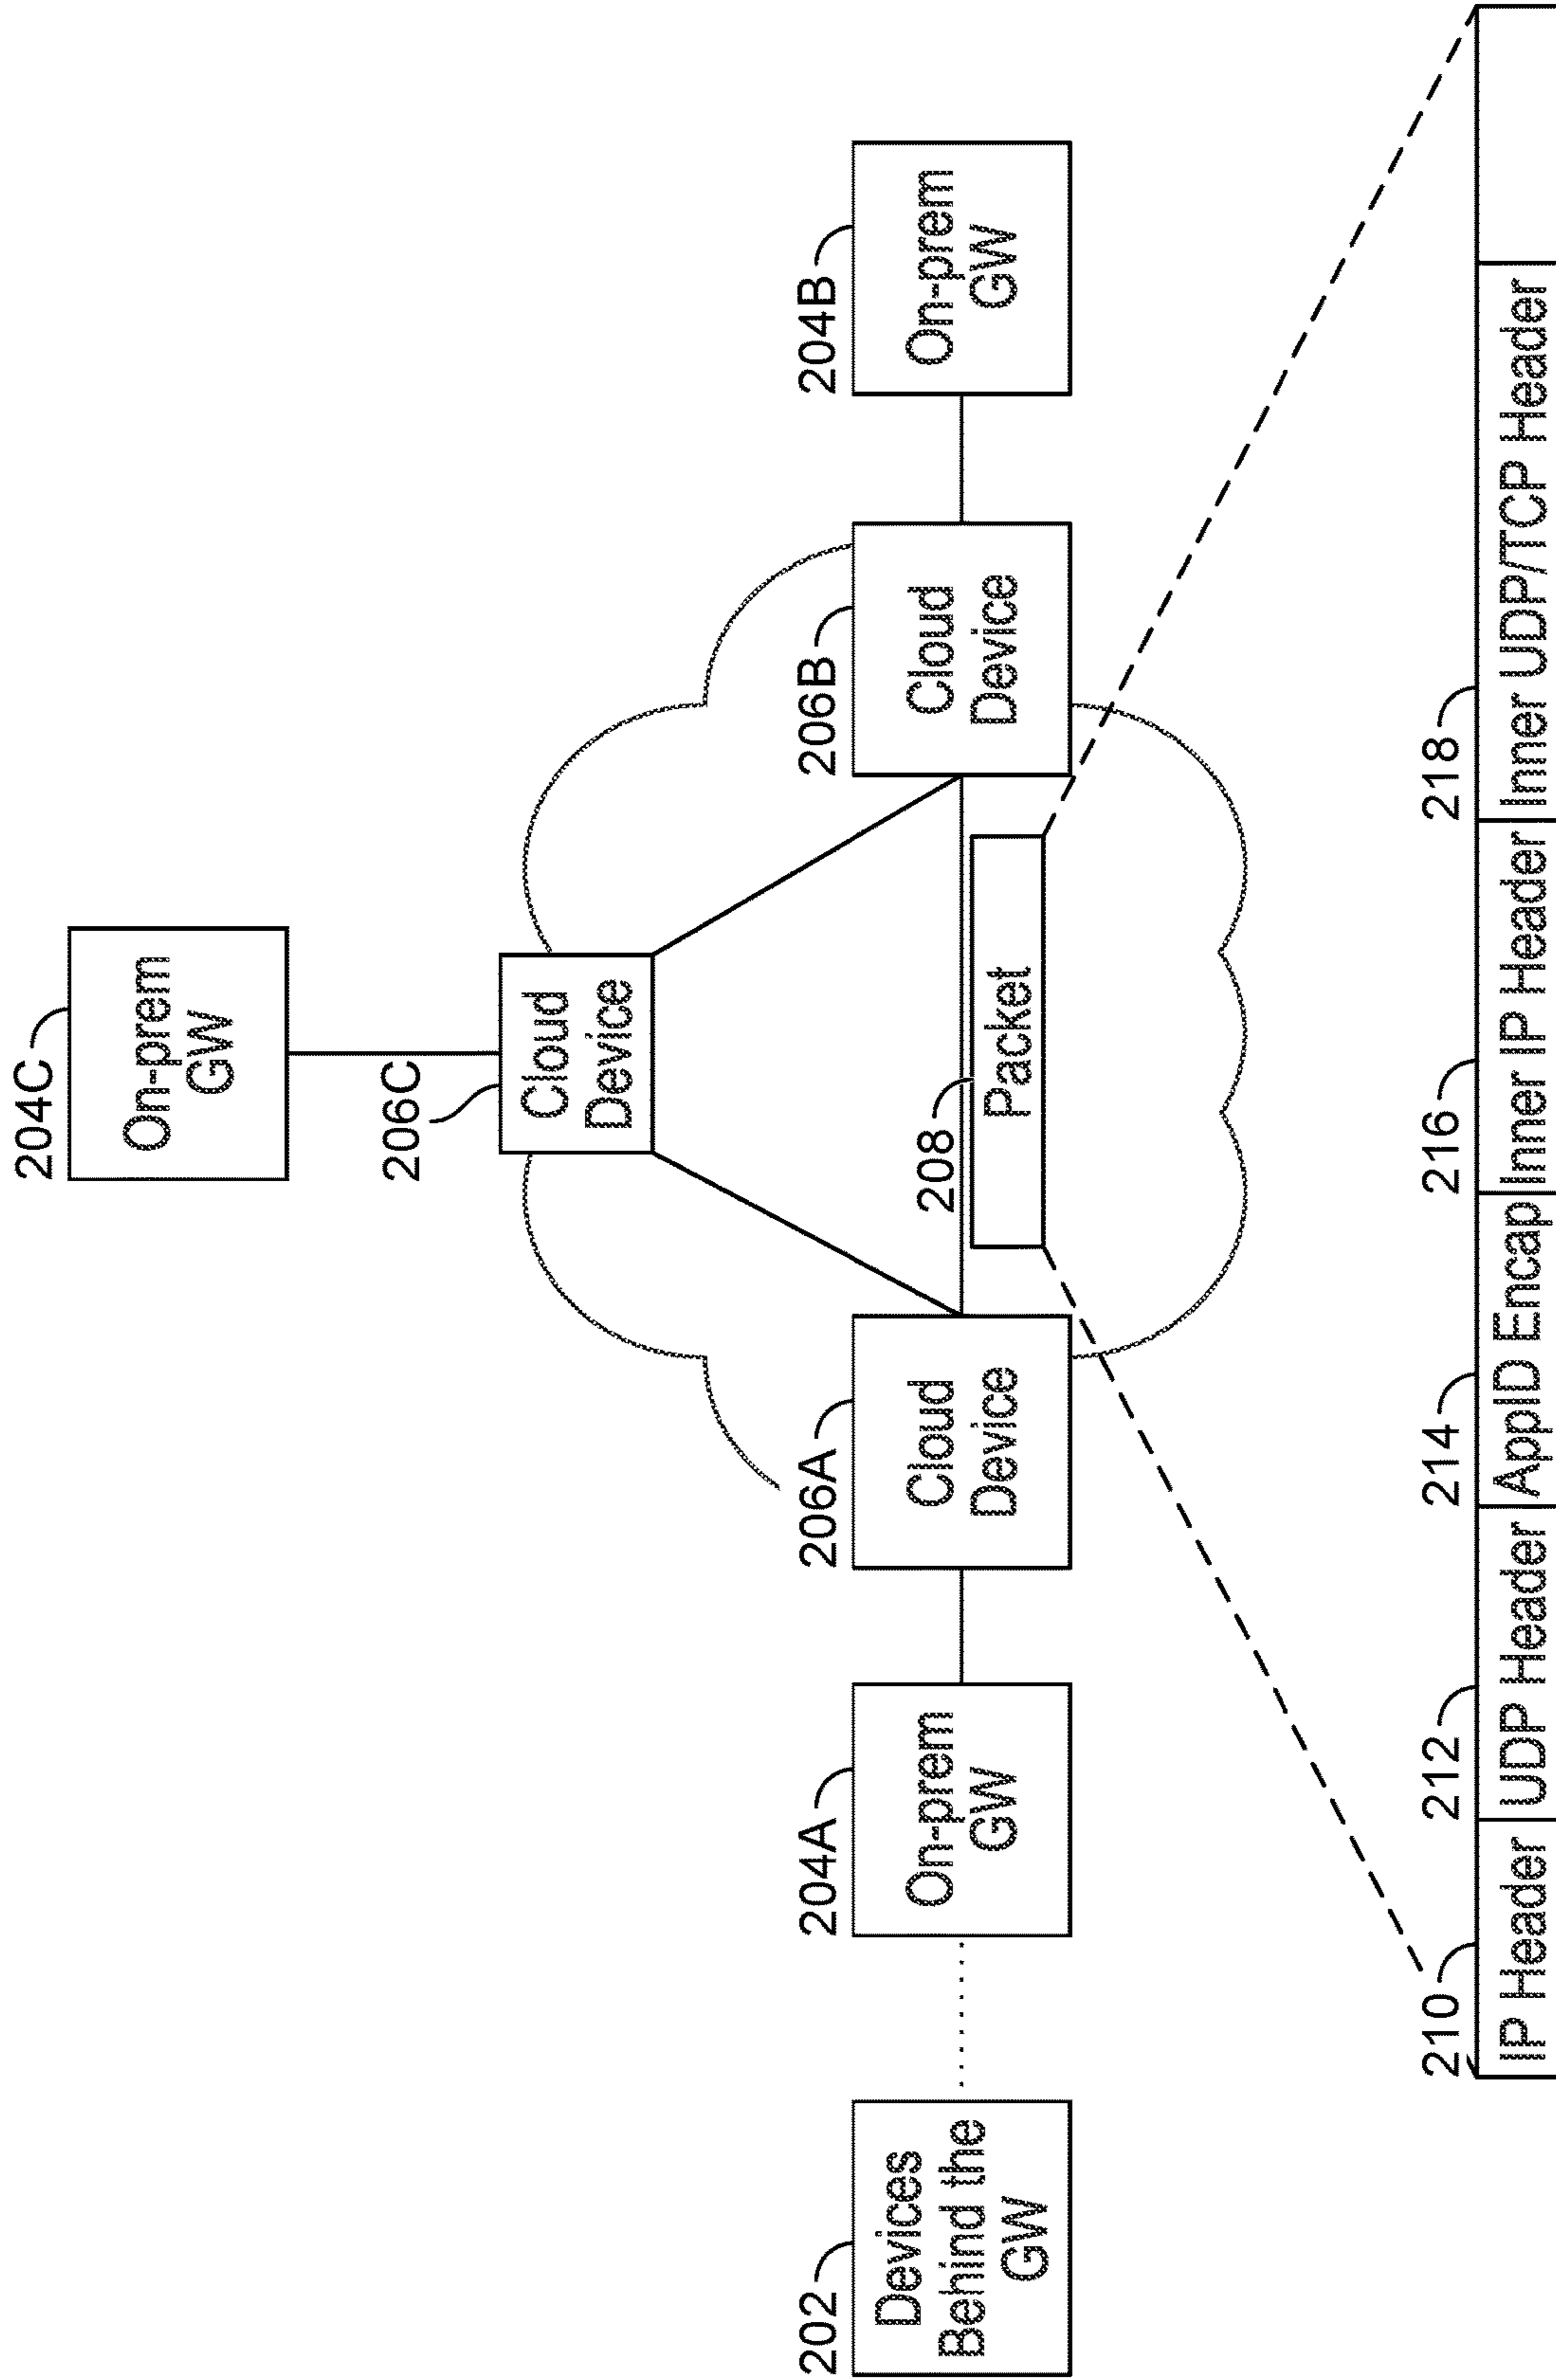 204C
On-prem
GW
206C
Cloud
Device
202
Devices
Behind the
GW
204A
On-prem
GW
206A
Cloud
Device
206B
Cloud
Device
204B
On-prem
GW
208
Packet
210
IP Header
212
UDP Header
214
AppID Encap
216
Inner IP Header
218
Inner UDP/TCP Header